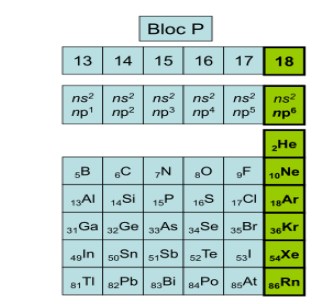 Bloc P
13 14 15 16 17 18
ns² ns² ns² ns² ns² ns²
np¹ np² np³ np⁴ np⁵ np⁶
₂He
₅B ₆C ₇N ₈O ₉F ₁₀Ne
₁₃Al ₁₄Si ₁₅P ₁₆S ₁₇Cl ₁₈Ar
₃₁Ga ₃₂Ge ₃₃As ₃₄Se ₃₅Br ₃₆Kr
₄₉In ₅₀Sn ₅₁Sb ₅₂Te ₅₃I ₅₄Xe
₈₁Tl ₈₂Pb ₈₃Bi ₈₄Po ₈₅At ₈₆Rn